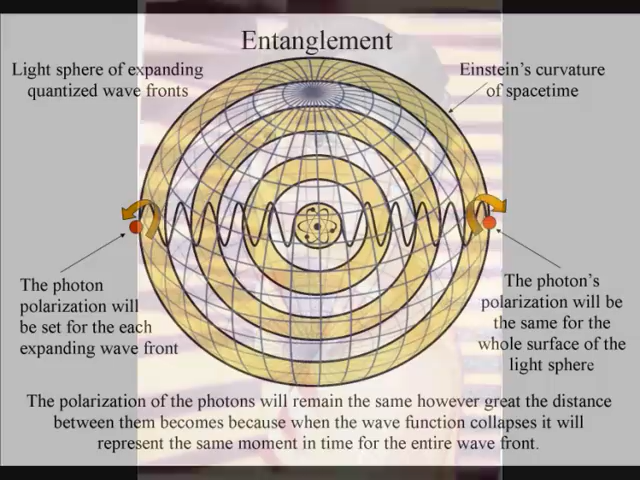 Entanglement
Light sphere of expanding
quantized wave fronts
Einstein's curvature
of spacetime
The photon
polarization will
be set for the each
expanding wave front
The photon's
polarization will be
the same for the
whole surface of the
light sphere
The polarization of the photons will remain the same however great the distance
between them becomes because when the wave function collapses it will
represent the same moment in time for the entire wave front.